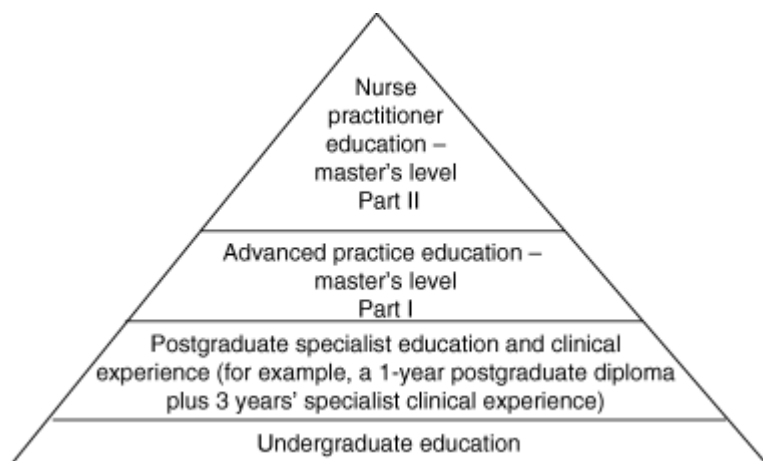 Nurse
practitioner
education –
master's level
Part II
Advanced practice education –
master's level
Part I
Postgraduate specialist education and clinical
experience (for example, a 1-year postgraduate diploma
plus 3 years' specialist clinical experience)
Undergraduate education